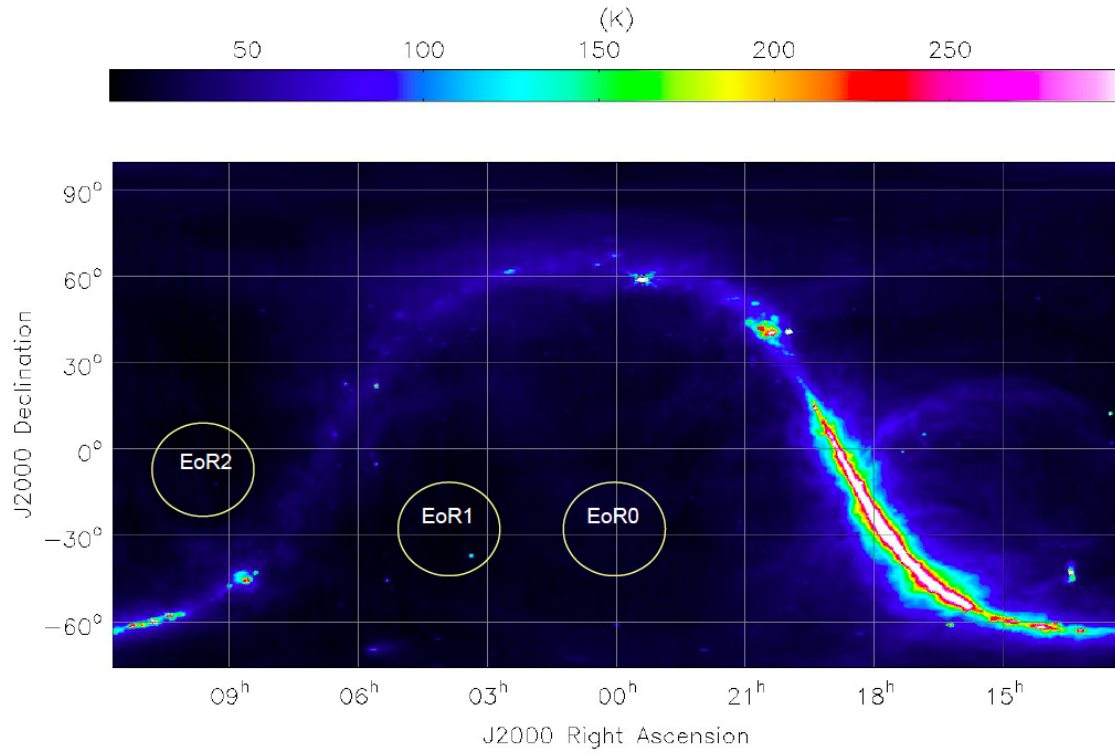 (K)
50 100 150 200 250
90°
60°
30°
0°
−30°
−60°
J2000 Declination
EoR2
EoR1 EoR0
09ʰ 06ʰ 03ʰ 00ʰ 21ʰ 18ʰ 15ʰ
J2000 Right Ascension